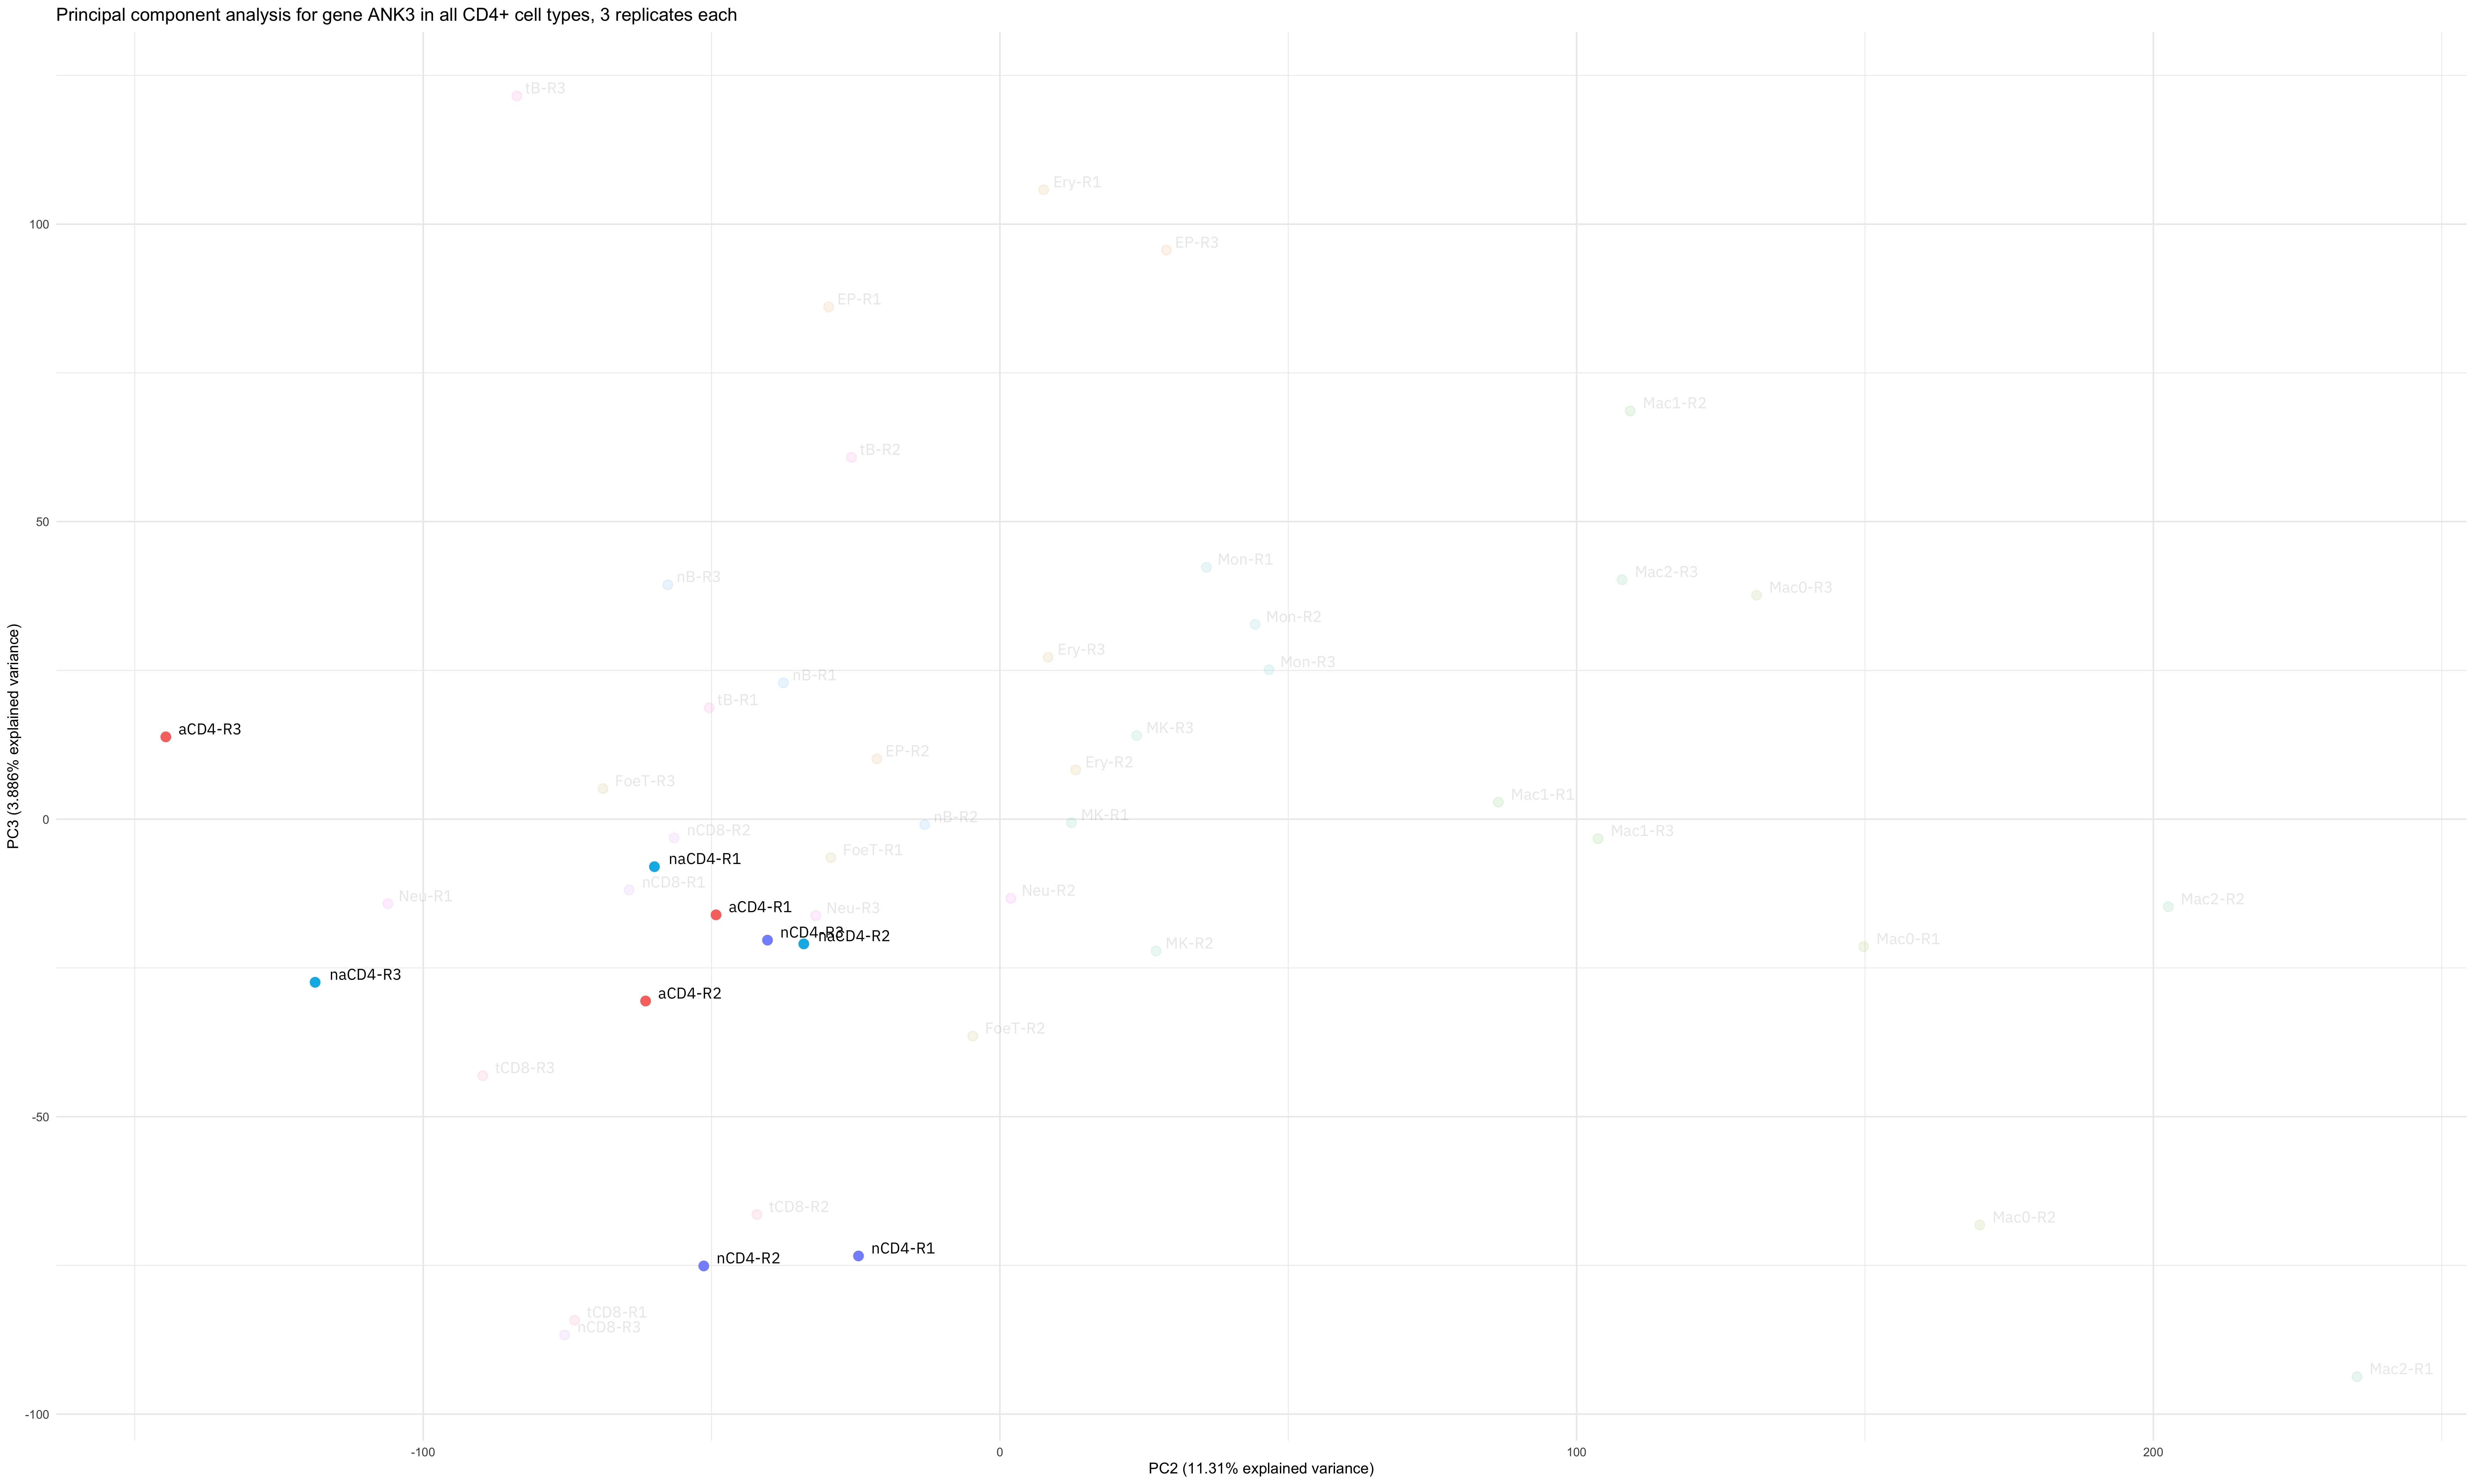 Principal component analysis for gene ANK3 in all CD4+ cell types, 3 replicates each
tB-R3
Ery-R1
100
EP-R3
EP-R1
Mac1-R2
tB-R2
50
Mon-R1
nB-R3
Mac2-R3
Mac0-R3
Mon-R2
Ery-R3
Mon-R3
nB-R1
tB-R1
aCD4-R3
MK-R3
EP-R2
Ery-R2
FoeT-R3
Mac1-R1
0
nB-R2
MK-R1
nCD8-R2
Mac1-R3
FoeT-R1
naCD4-R1
nCD8-R1
Neu-R1
Neu-R2
Mac2-R2
aCD4-R1
Neu-R3
nCD4-R3
naCD4-R2
Mac0-R1
MK-R2
naCD4-R3
aCD4-R2
FoeT-R2
tCD8-R3
-50
tCD8-R2
Mac0-R2
nCD4-R1
nCD4-R2
tCD8-R1
nCD8-R3
Mac2-R1
-100
PC3 (3.886% explained variance)
-100
0
100
200
PC2 (11.31% explained variance)